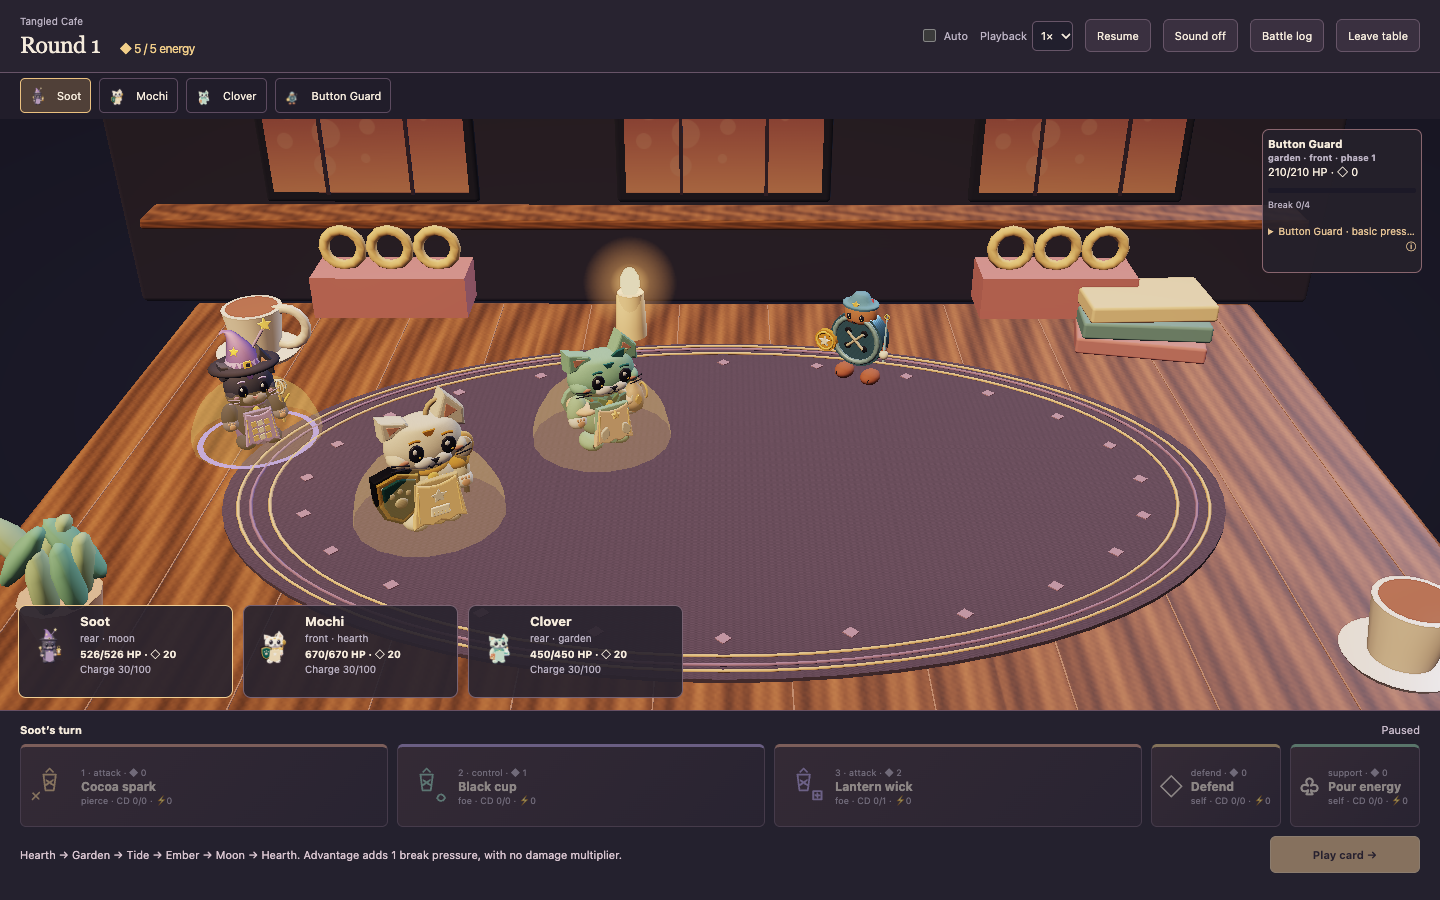 Tangled Cafe
Round 1
◆ 5 / 5 energy
Auto
Playback
1×
Resume
Sound off
Battle log
Leave table
Soot
Mochi
Clover
Button Guard
Button Guard
garden · front · phase 1
210/210 HP · ◇ 0
Break 0/4
▶ Button Guard · basic press...
ⓘ
Soot
rear · moon
526/526 HP · ◇ 20
Charge 30/100
Mochi
front · hearth
670/670 HP · ◇ 20
Charge 30/100
Clover
rear · garden
450/450 HP · ◇ 20
Charge 30/100
Soot's turn
Paused
1 · attack · ◆ 0
Cocoa spark
pierce · CD 0/0 · ⚡0
2 · control · ◆ 1
Black cup
foe · CD 0/0 · ⚡0
3 · attack · ◆ 2
Lantern wick
foe · CD 0/1 · ⚡0
defend · ◆ 0
Defend
self · CD 0/0 · ⚡0
support · ◆ 0
Pour energy
self · CD 0/0 · ⚡0
Hearth → Garden → Tide → Ember → Moon → Hearth. Advantage adds 1 break pressure, with no damage multiplier.
Play card →